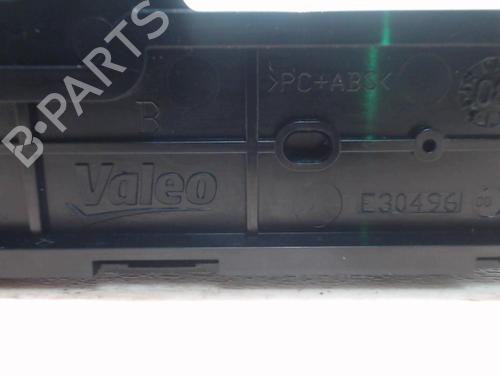 >PC+ABS<
B
Valeo
E30496
B-PARTS